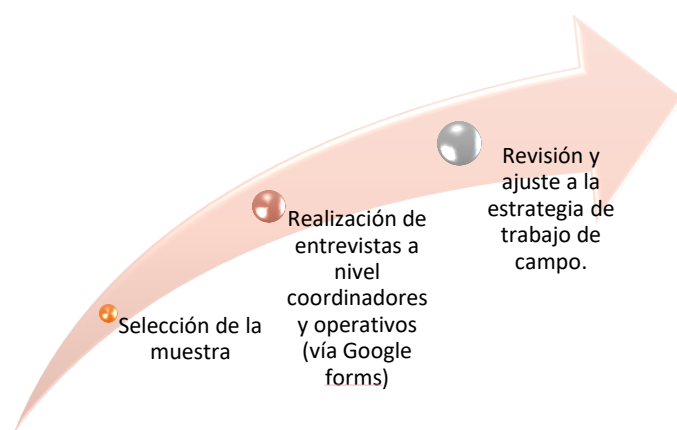 Selección de la
muestra
Realización de
entrevistas a
nivel
coordinadores
y operativos
(vía Google
forms)
Revisión y
ajuste a la
estrategia de
trabajo de
campo.